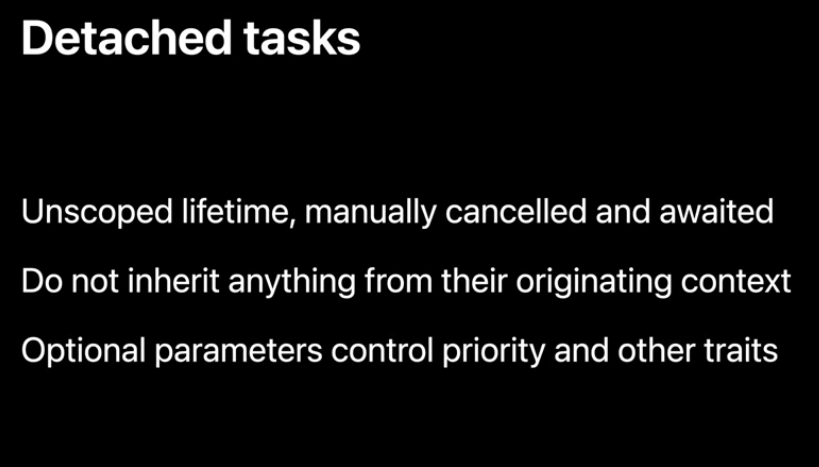 Detached tasks
Unscoped lifetime, manually cancelled and awaited
Do not inherit anything from their originating context
Optional parameters control priority and other traits